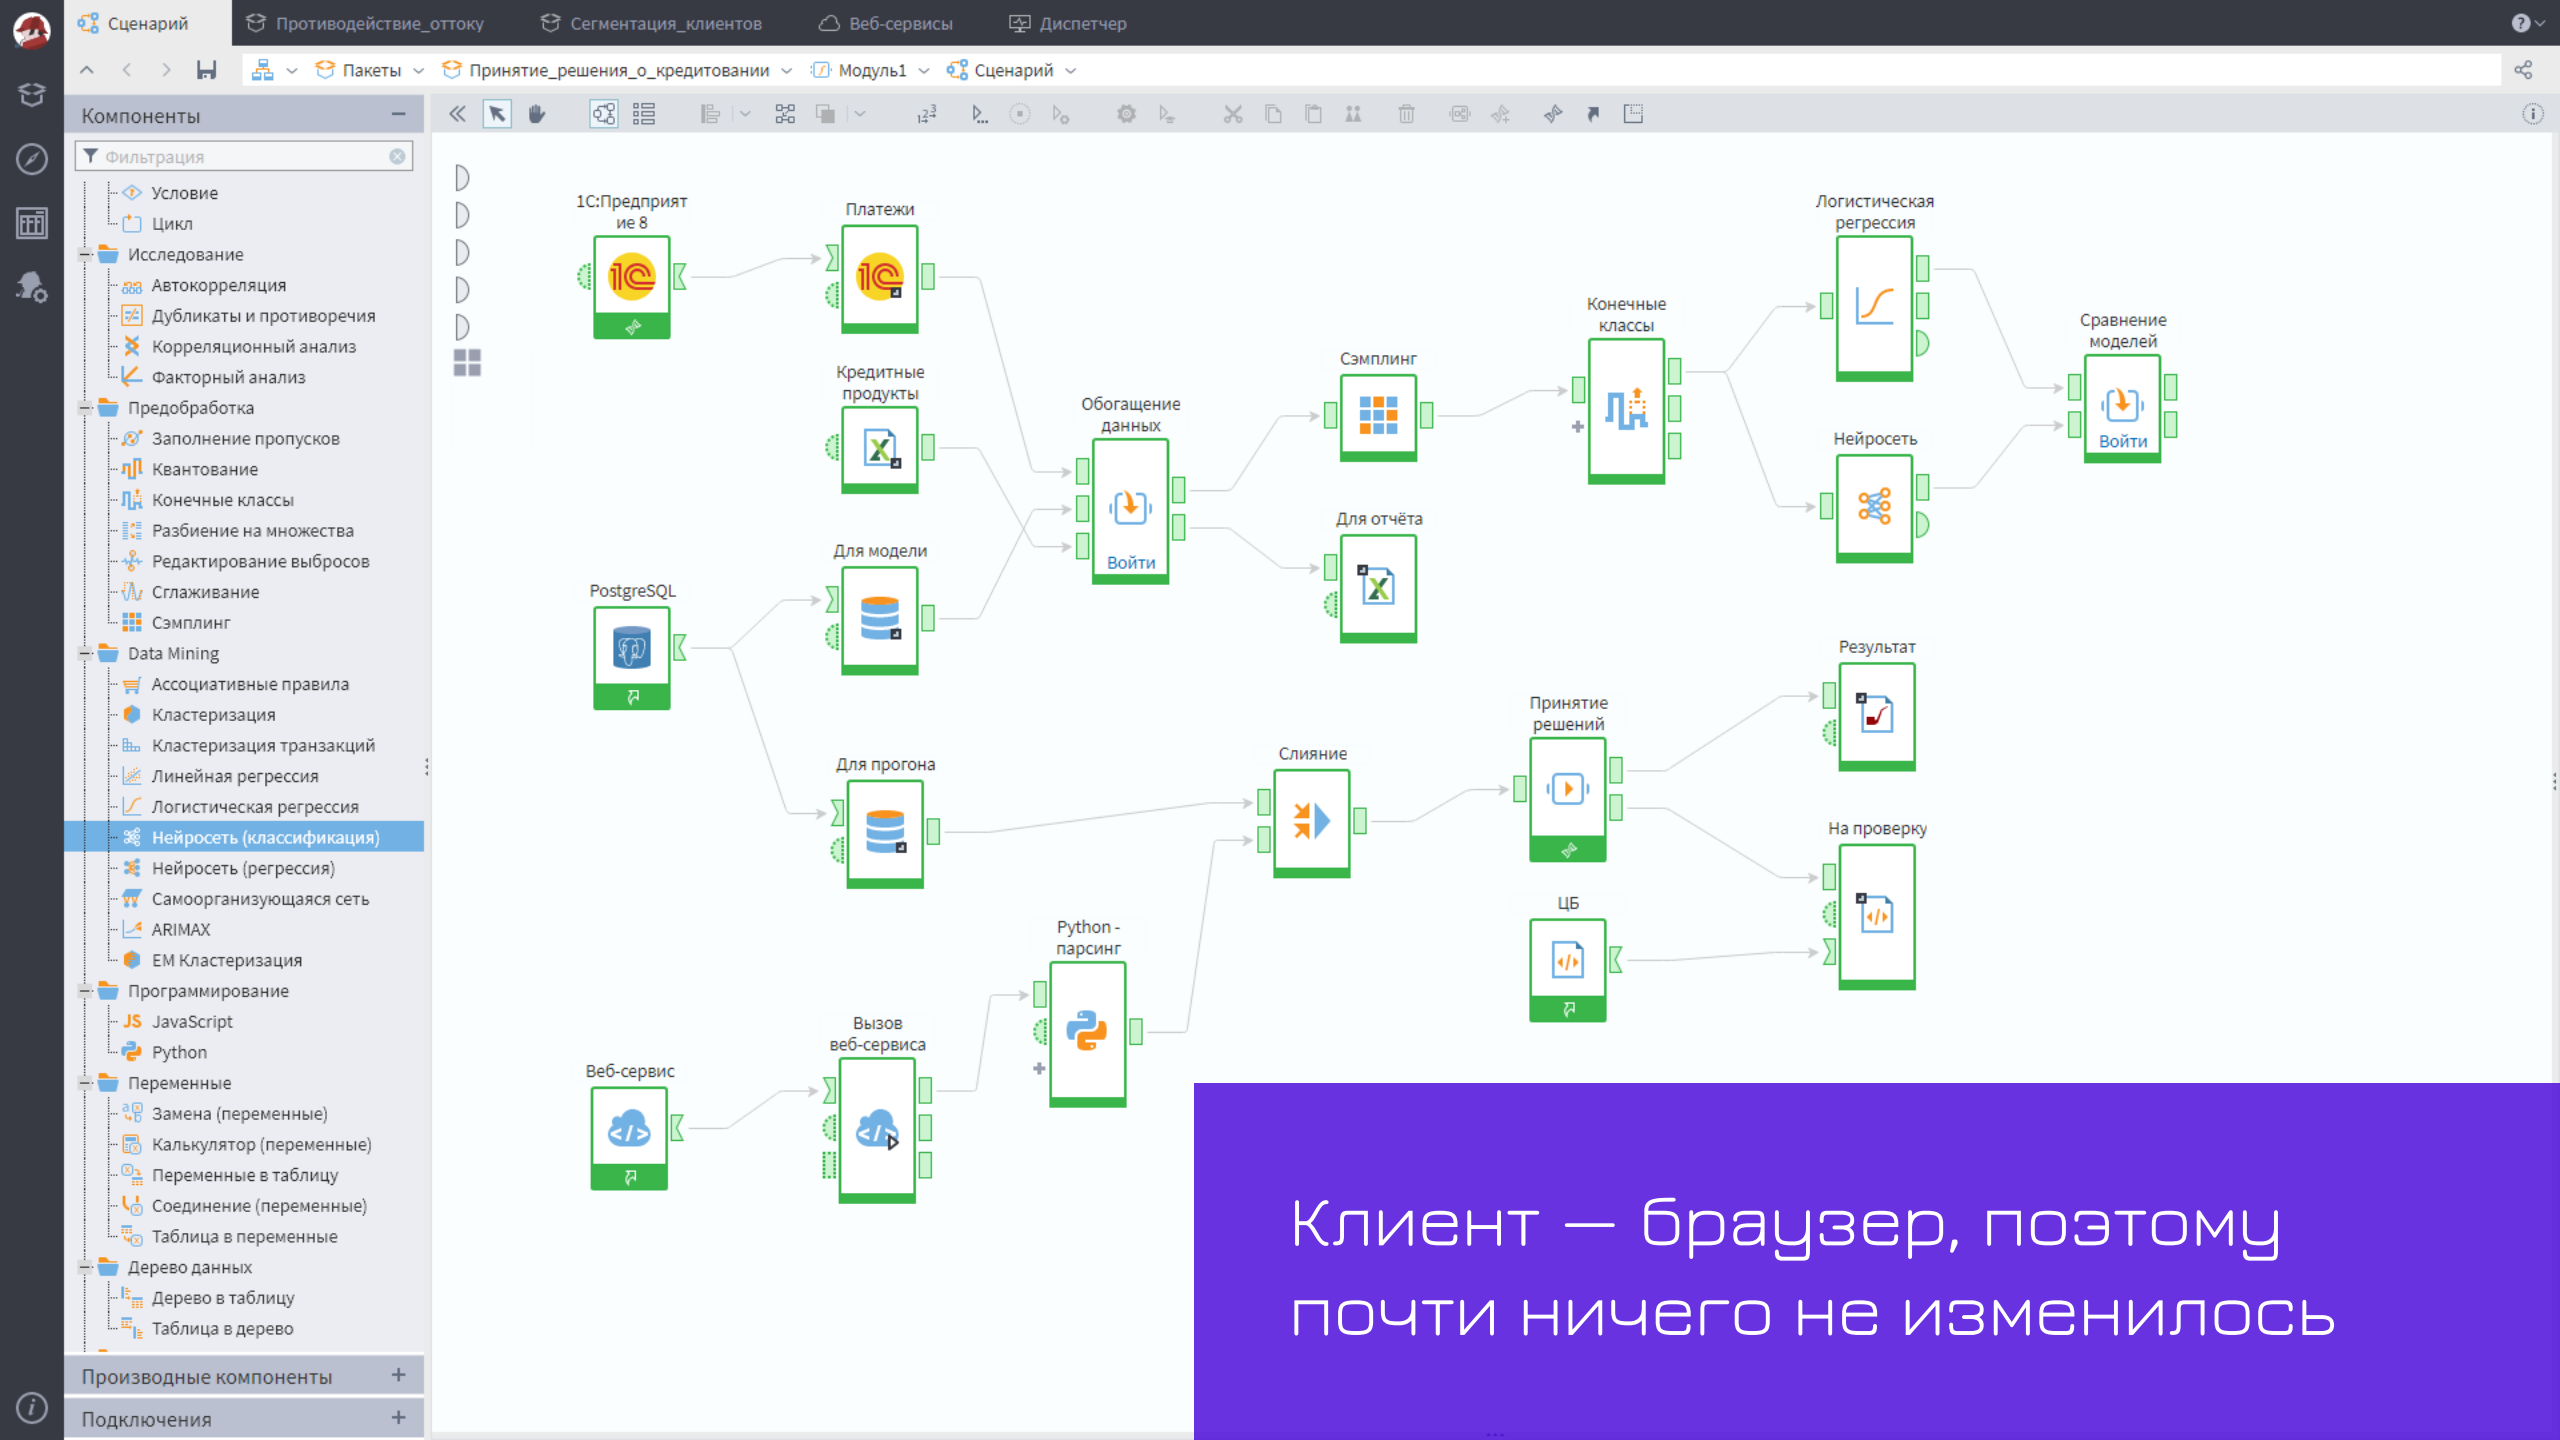 Сценарий
Противодействие_оттоку
Сегментация_клиентов
Веб-сервисы
Диспетчер
Пакеты
Принятие_решения_о_кредитовании
Модуль1
Сценарий
Компоненты
Фильтрация
Условие
Цикл
Исследование
Автокорреляция
Дубликаты и противоречия
Корреляционный анализ
Факторный анализ
Предобработка
Заполнение пропусков
Квантование
Конечные классы
Разбиение на множества
Редактирование выбросов
Сглаживание
Сэмплинг
Data Mining
Ассоциативные правила
Кластеризация
Кластеризация транзакций
Линейная регрессия
Логистическая регрессия
Нейросеть (классификация)
Нейросеть (регрессия)
Самоорганизующаяся сеть
ARIMAX
EM Кластеризация
Программирование
JS JavaScript
Python
Переменные
Замена (переменные)
Калькулятор (переменные)
Переменные в таблицу
Соединение (переменные)
Таблица в переменные
Дерево данных
Дерево в таблицу
Таблица в дерево
Производные компоненты
Подключения
1С:Предприят
ие 8
1С
Платежи
1С
Кредитные
продукты
PostgreSQL
Для модели
Обогащение
данных
Войти
Сэмплинг
Для отчёта
Конечные
классы
Логистическая
регрессия
Нейросеть
Сравнение
моделей
Войти
Для прогона
Слияние
Принятие
решений
Результат
На проверку
ЦБ
Python -
парсинг
Вызов
веб-сервиса
Веб-сервис
Клиент — браузер, поэтому
почти ничего не изменилось